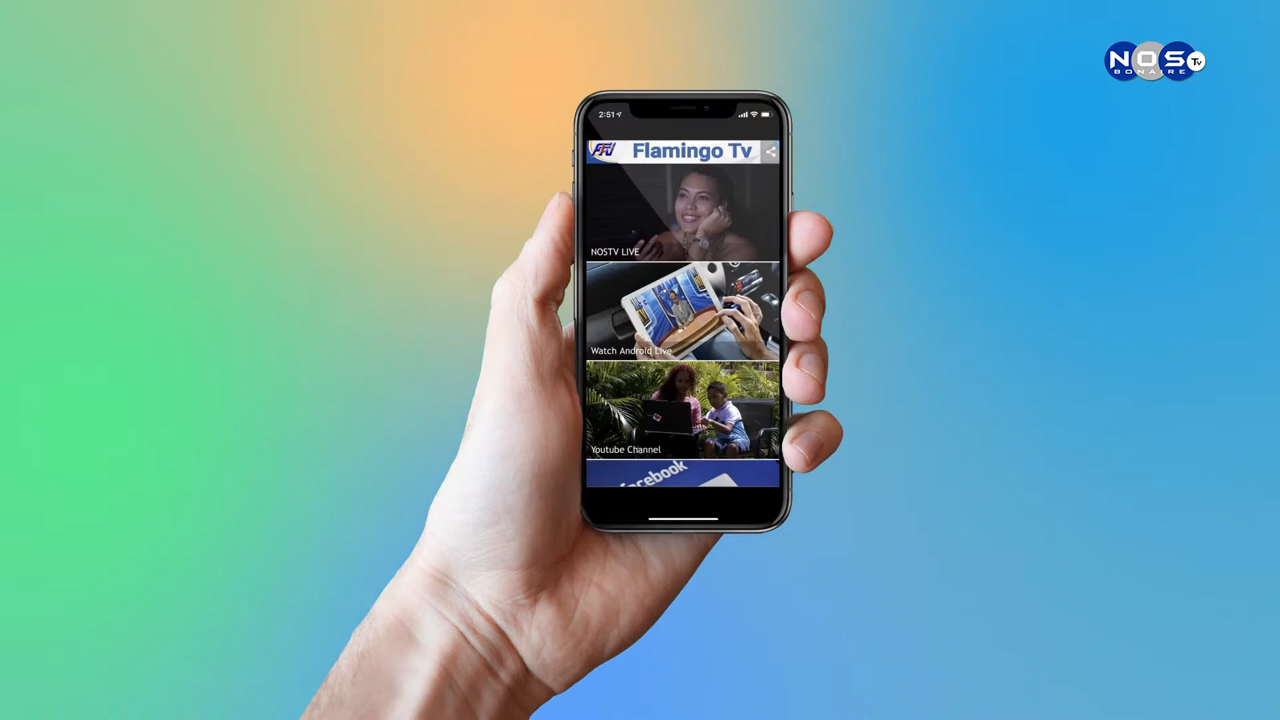 NOS Tv
BONAIRE
2:51
FTV Flamingo Tv
NOSTV LIVE
Watch Android Live
Youtube Channel
facebook